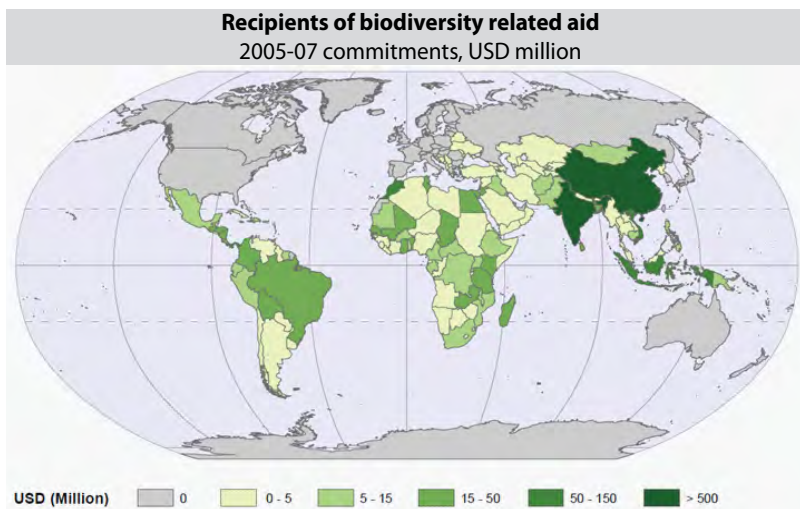 Recipients of biodiversity related aid
2005-07 commitments, USD million
USD (Million) 0 0 - 5 5 - 15 15 - 50 50 - 150 > 500